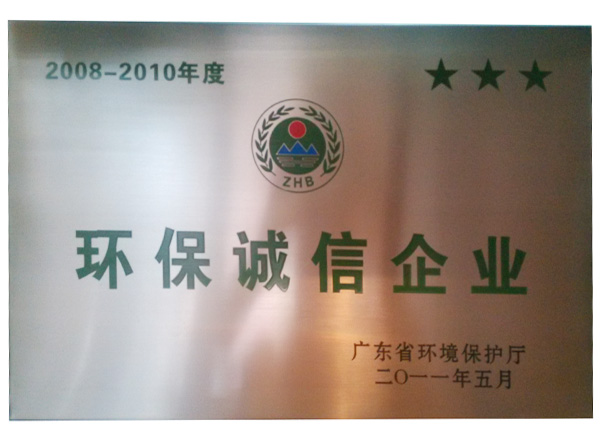 2008-2010年度
★★★
ZHB
环保诚信企业
广东省环境保护厅
二〇一一年五月